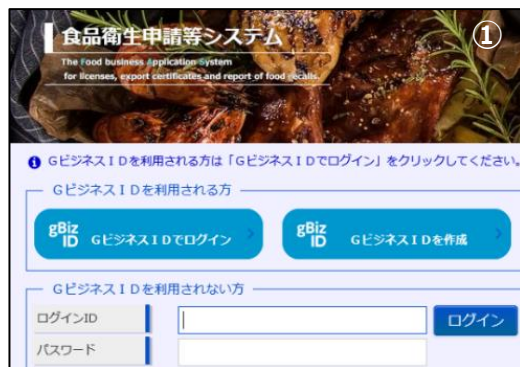 食品衛生申請等システム
①
The Food business Application System
for licenses, export certificates and report of food recalls.
GビジネスIDを利用される方は「GビジネスIDでログイン」をクリックしてください。
GビジネスIDを利用される方
gBiz ID GビジネスIDでログイン
gBiz ID GビジネスIDを作成
GビジネスIDを利用されない方
ログインID
ログイン
パスワード